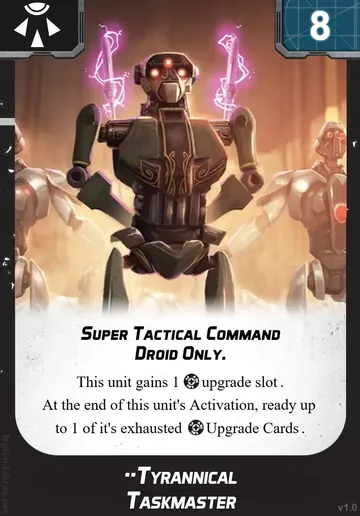 8
Super Tactical Command
Droid Only.
This unit gains 1 upgrade slot.
At the end of this unit's Activation, ready up
to 1 of it's exhausted Upgrade Cards.
··Tyrannical
Taskmaster
v1.0